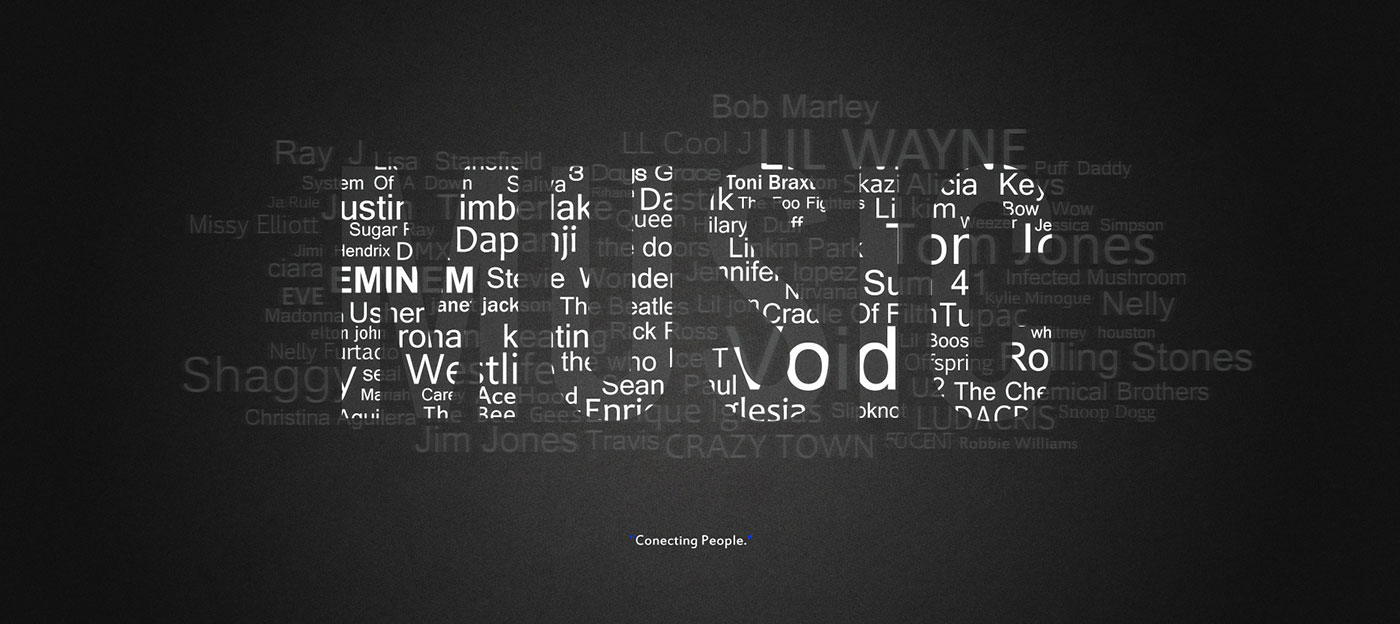 Bob Marley
LL Cool J LIL WAYNE
Ray J Lisa Stansfield Puff Daddy
Days Grace
System Of A Down Saliva Toni Braxton Skazi Alicia Keys
Ja Rule Justin Timberlake The Foo Fighters Lil kim Bow Wow
Missy Elliott Sugar Ray Queen Hilary Duff Weezer Jessica Simpson
Jimi Hendrix DMX Dapanji the doors Linkin Park Tom Jones
ciara EMINEM Stevie Wonder Jennifer lopez Sum 41 Infected Mushroom
EVE Usher janet jackson The Beatles Lil jon Nirvana Kylie Minogue Nelly
Madonna Cradle Of Filth Tupac
elton john ronan keating Rick Ross whitney houston
Nelly Furtado Westlife the who Ice T Void Boos Rolling Stones
Shaggy seal Sean Paul Offspring
Mariah Carey Ace Hood U2 The Chemical Brothers
Christina Aguilera The Bee Gees Enrique Iglesias Slipknot LUDACRIS Snoop Dogg
Jim Jones Travis CRAZY TOWN 50 CENT Robbie Williams
MUSIC
"Conecting People."